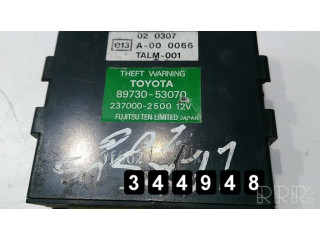 02 0307
e13 A-00 0066
TALM-001
THEFT WARNING
TOYOTA
89730-53070
237000-2500 12V
FUJITSU TEN LIMITED JAPAN
344948
RRR